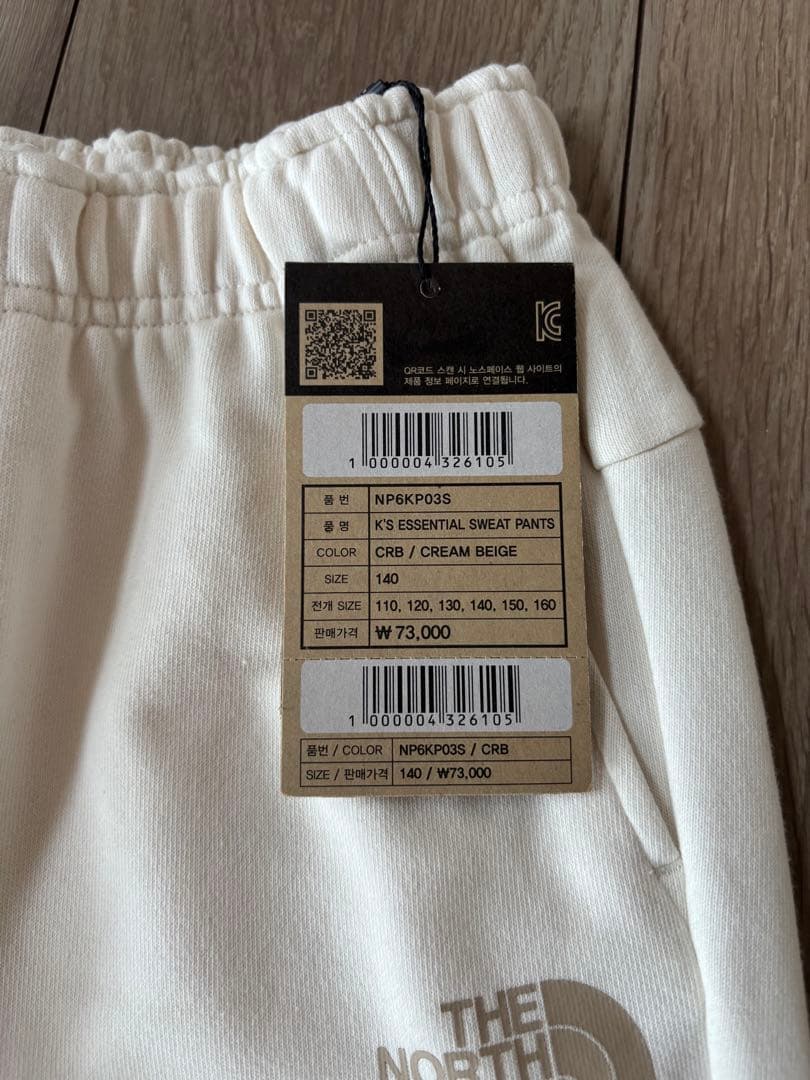 KC
QR코드 스캔 시 노스페이스 웹 사이트의
제품 정보 페이지로 연결됩니다.
1 000004 326105
품 번 NP6KP03S
품 명 K'S ESSENTIAL SWEAT PANTS
COLOR CRB / CREAM BEIGE
SIZE 140
전개 SIZE 110, 120, 130, 140, 150, 160
판매가격 ₩ 73,000
1 000004 326105
품번 / COLOR NP6KP03S / CRB
SIZE / 판매가격 140 / ₩73,000
THE
NORTH